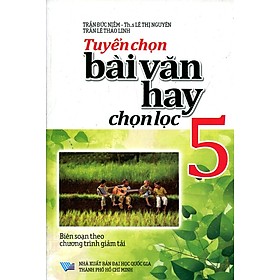 TRẦN ĐỨC NIỀM - Th.s LÊ THỊ NGUYÊN
TRẦN LÊ THẢO LINH
Tuyển chọn
bài văn
hay
chọn lọc
5
Biên soạn theo
chương trình giảm tải
NHÀ XUẤT BẢN ĐẠI HỌC QUỐC GIA
THÀNH PHỐ HỒ CHÍ MINH